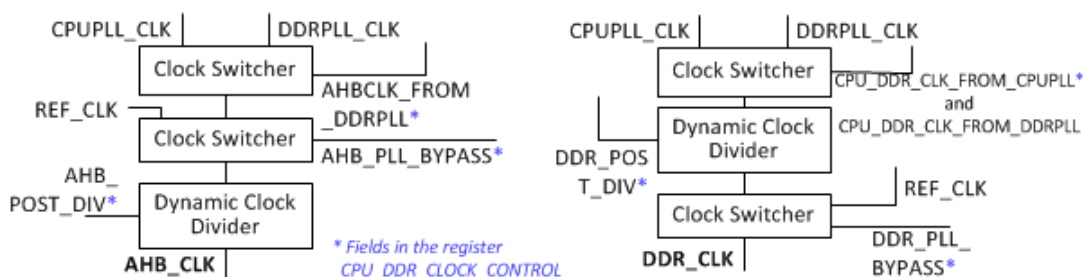 CPUPLL_CLK
DDRPLL_CLK
Clock Switcher
AHBCLK_FROM
_DDRPLL*
REF_CLK
Clock Switcher
AHB_PLL_BYPASS*
AHB_
POST_DIV*
Dynamic Clock
Divider
* Fields in the register
CPU_DDR_CLOCK_CONTROL
AHB_CLK
CPUPLL_CLK
DDRPLL_CLK
Clock Switcher
CPU_DDR_CLK_FROM_CPUPLL*
and
CPU_DDR_CLK_FROM_DDRPLL
Dynamic Clock
Divider
DDR_POS
T_DIV*
REF_CLK
Clock Switcher
DDR_PLL_
BYPASS*
DDR_CLK